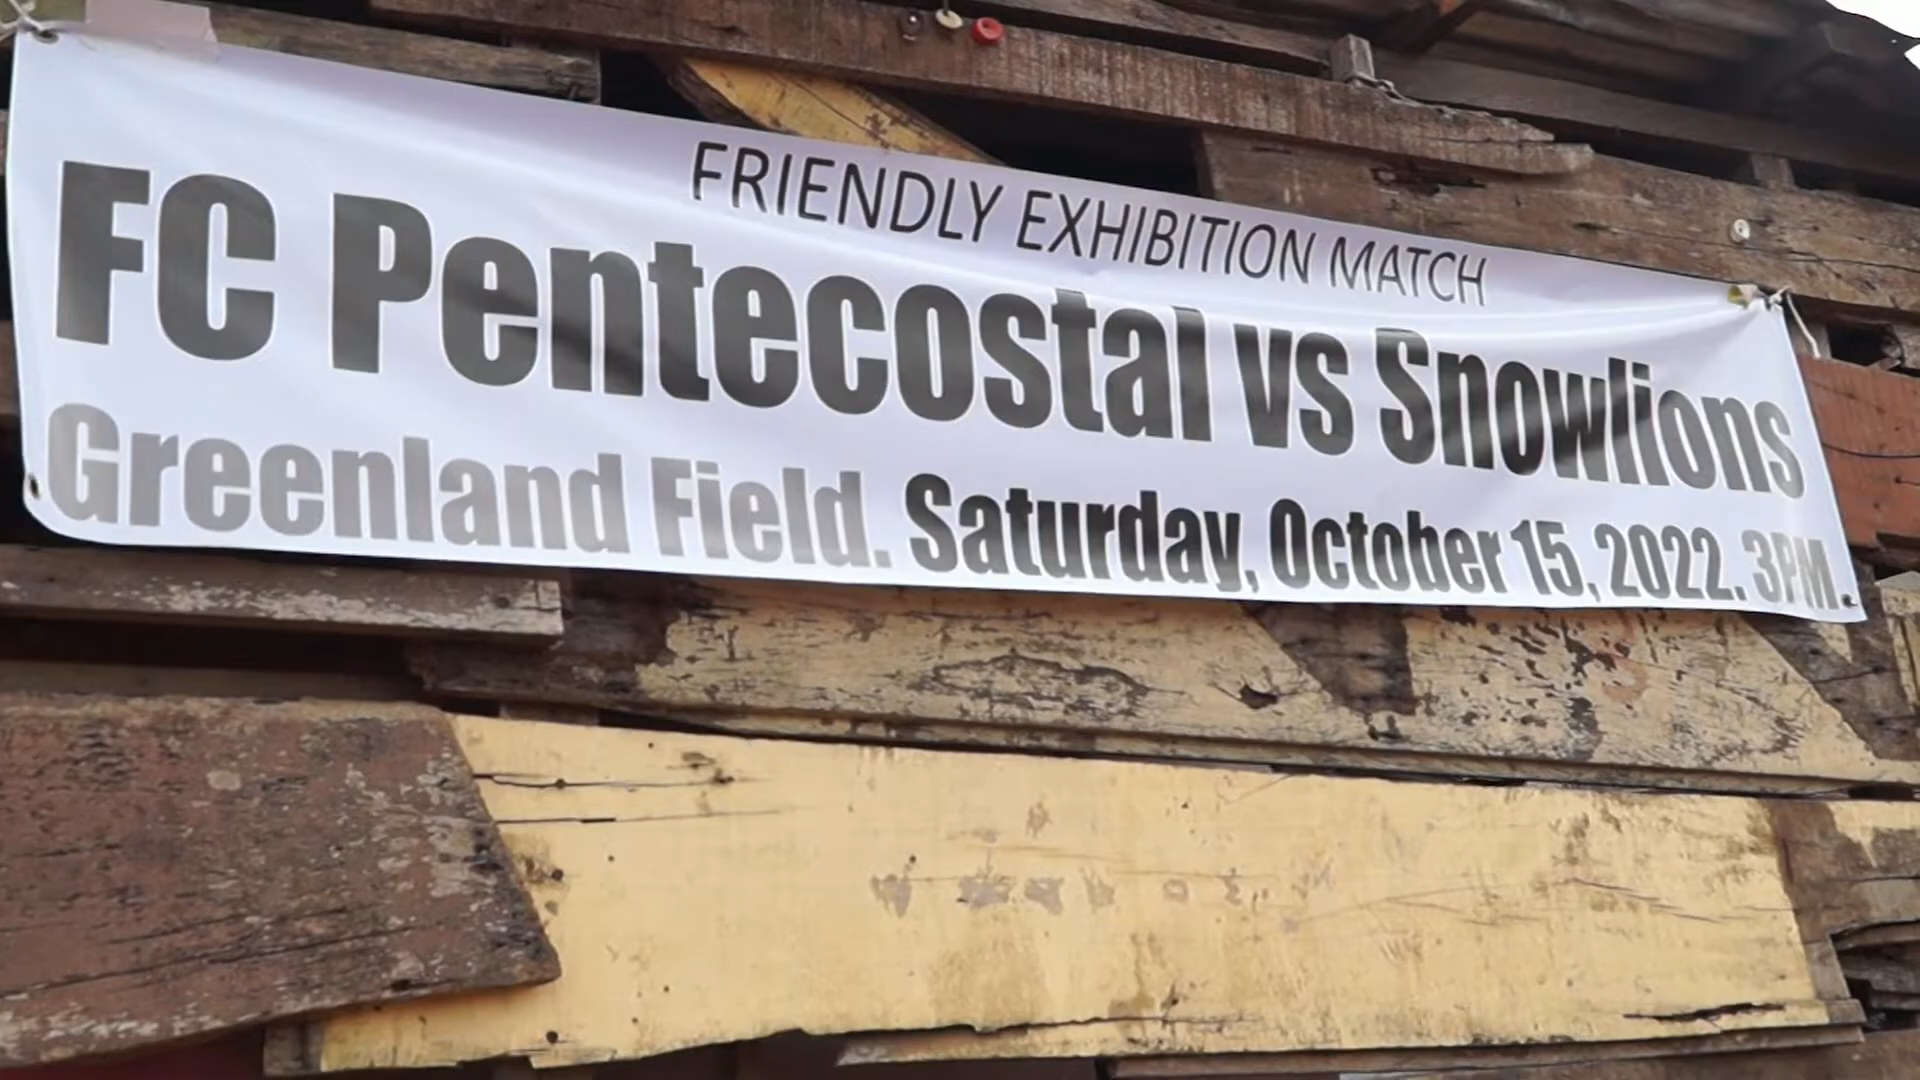 FRIENDLY EXHIBITION MATCH
FC Pentecostal vs Snowlions
Greenland Field. Saturday, October 15, 2022. 3PM.